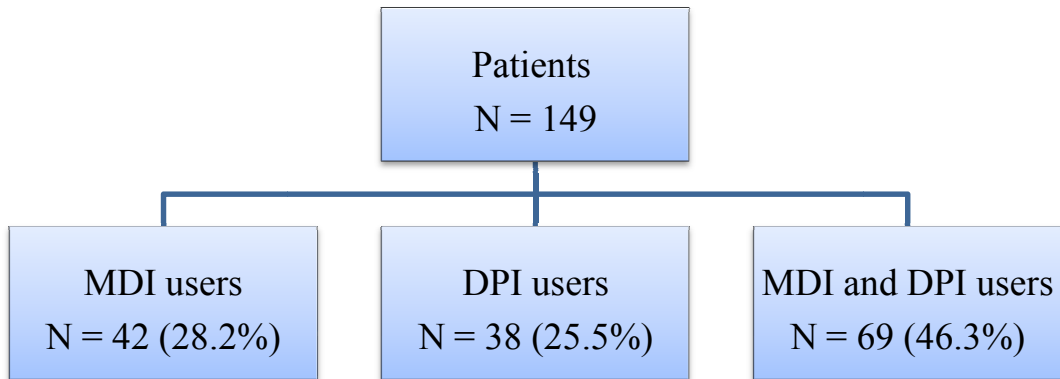 Patients
N = 149
MDI users
N = 42 (28.2%)
DPI users
N = 38 (25.5%)
MDI and DPI users
N = 69 (46.3%)